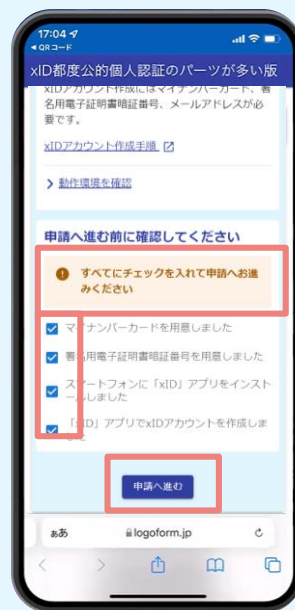 17:04
◀ QRコード
xID都度公的個人認証のパーツが多い版
xIDアカウント作成にはマイナンバーカード、署
名用電子証明書暗証番号、メールアドレスが必
要です。
xIDアカウント作成手順
動作環境を確認
申請へ進む前に確認してください
すべてにチェックを入れて申請へお進
みください
マイナンバーカードを用意しました
署名用電子証明書暗証番号を用意しました
スマートフォンに「xID」アプリをインスト
ールしました
「xID」アプリでxIDアカウントを作成しま
した
申請へ進む
ぁあ logoform.jp